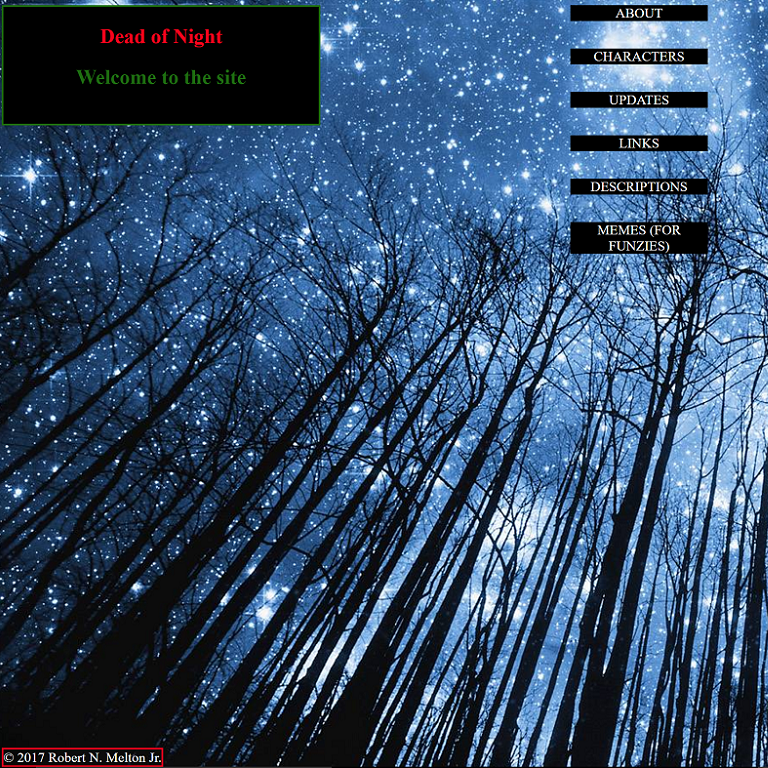 Dead of Night
Welcome to the site
ABOUT
CHARACTERS
UPDATES
LINKS
DESCRIPTIONS
MEMES (FOR
FUNZIES)
© 2017 Robert N. Melton Jr.